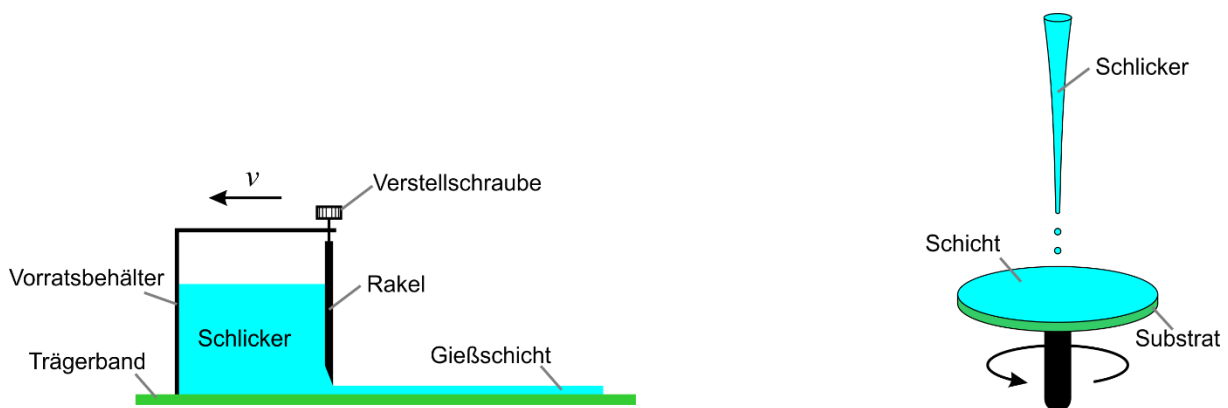 v
Verstellschraube
Vorratsbehälter
Rakel
Schlicker
Gießschicht
Trägerband
Schlicker
Schicht
Substrat